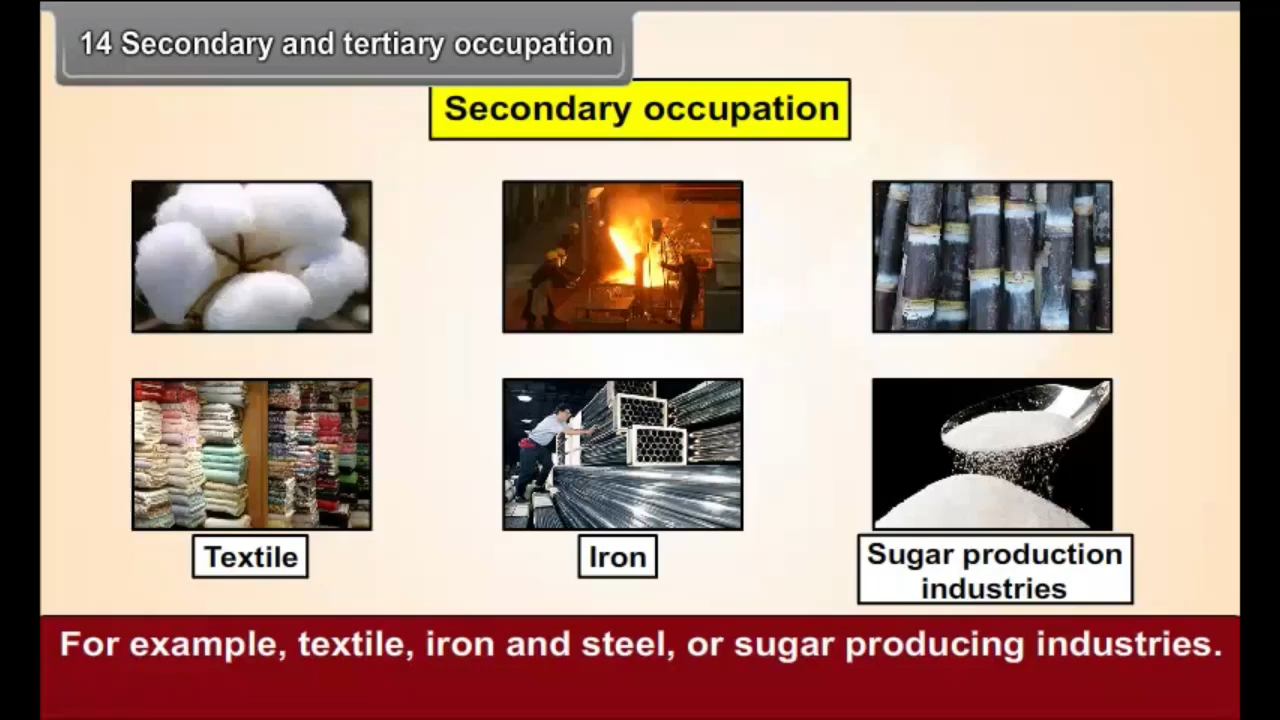 14 Secondary and tertiary occupation
Secondary occupation
Textile
Iron
Sugar production
industries
For example, textile, iron and steel, or sugar producing industries.